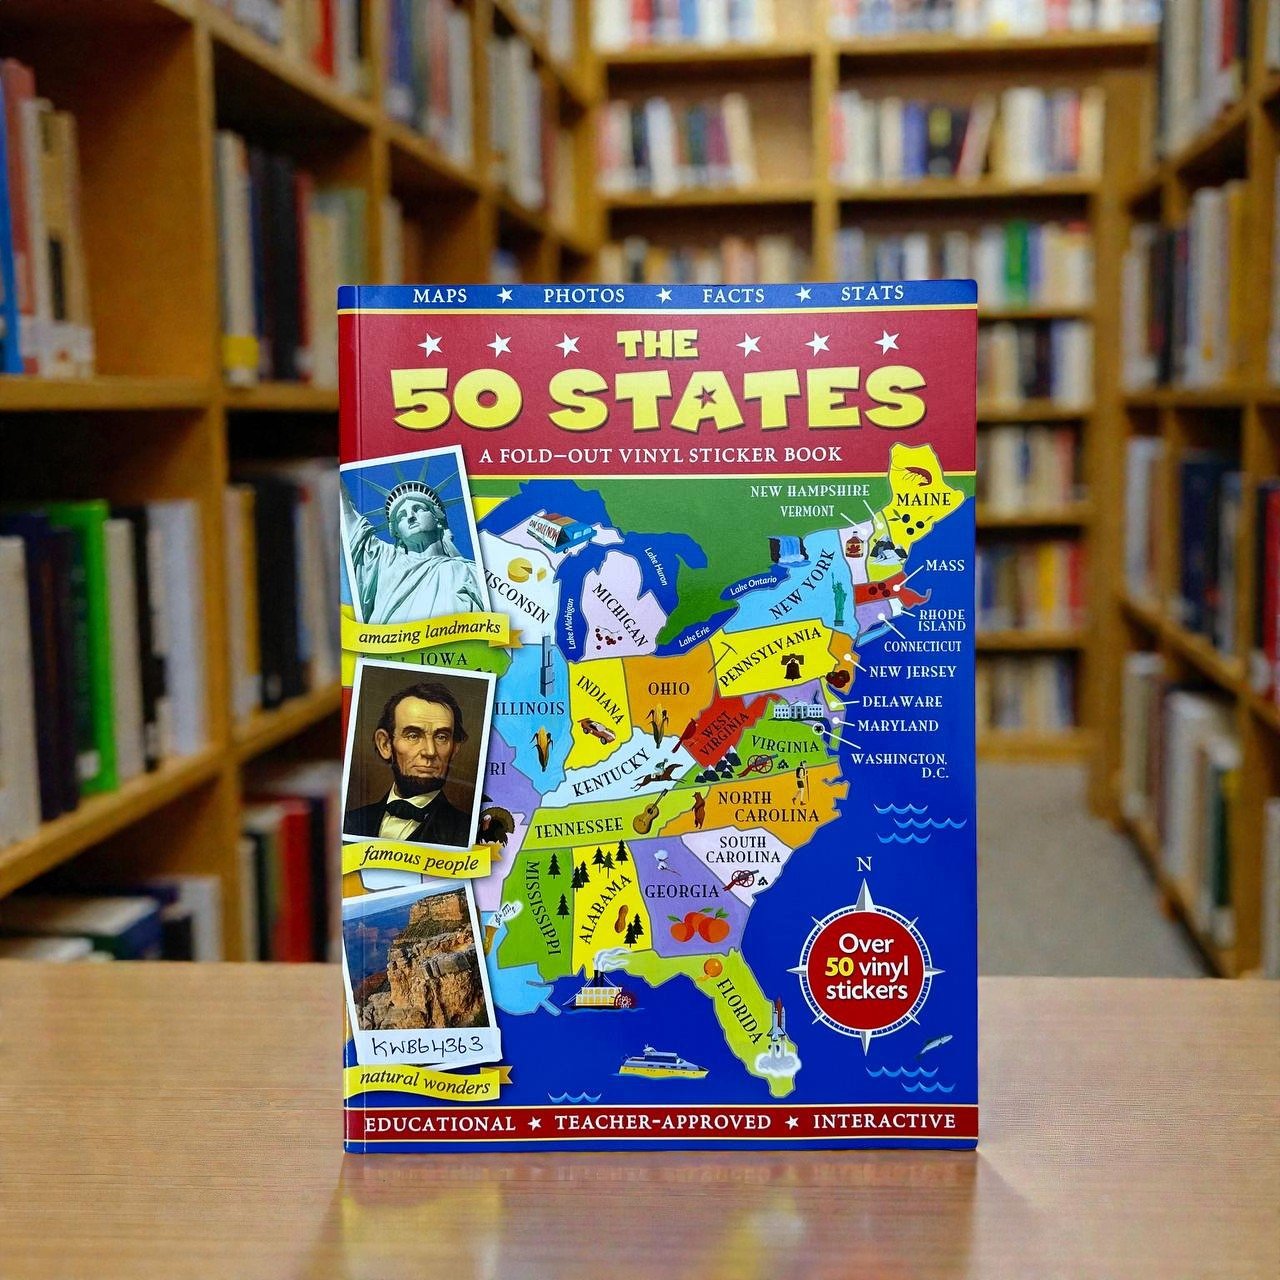 MAPS ★ PHOTOS ★ FACTS ★ STATS
THE
50 STATES
A FOLD-OUT VINYL STICKER BOOK
NEW HAMPSHIRE
VERMONT
MAINE
MASS
RHODE
ISLAND
CONNECTICUT
NEW JERSEY
DELAWARE
MARYLAND
WASHINGTON,
D.C.
Lake Huron
Lake Ontario
Lake Michigan
Lake Erie
NEW YORK
ISCONSIN
MICHIGAN
PENNSYLVANIA
amazing landmarks
IOWA
ILLINOIS
INDIANA
OHIO
WEST
VIRGINIA
VIRGINIA
RI
KENTUCKY
NORTH
CAROLINA
TENNESSEE
SOUTH
CAROLINA
famous people
MISSISSIPPI
ALABAMA
GEORGIA
FLORIDA
N
Over
50 vinyl
stickers
KWB64363
natural wonders
EDUCATIONAL ★ TEACHER-APPROVED ★ INTERACTIVE